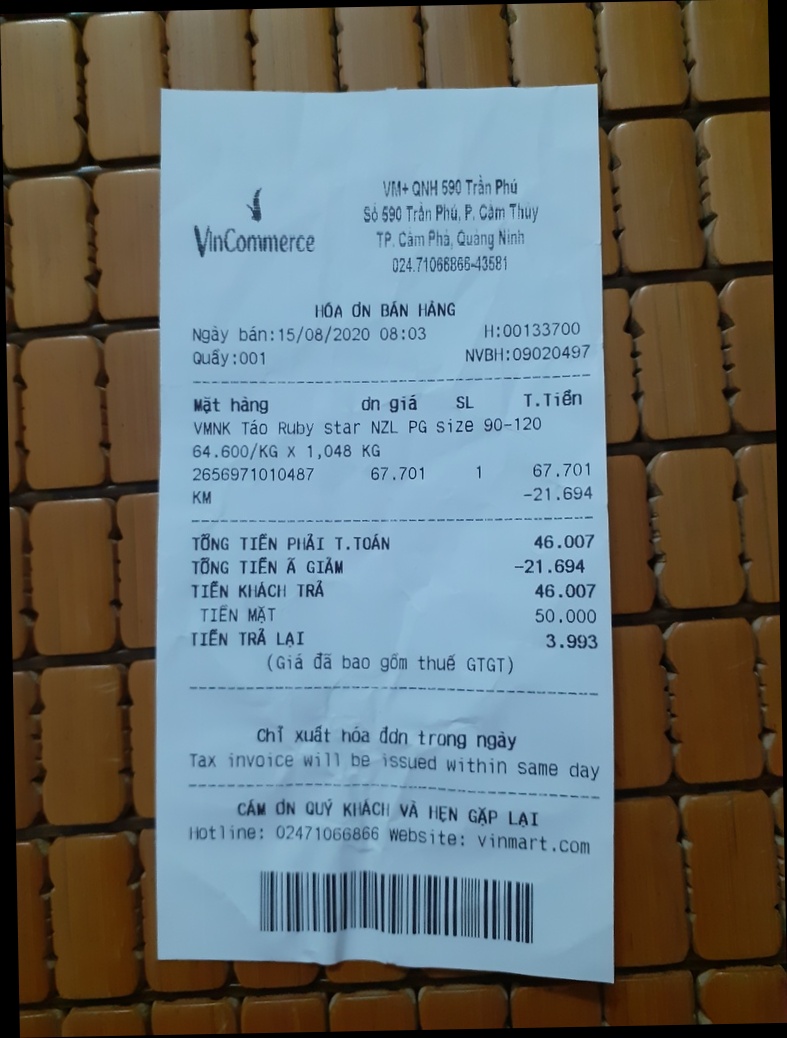 VinCommerce
VM+ QNH 590 Trần Phú
Số 590 Trần Phú, P. Cẩm Thủy
TP. Cẩm Phả, Quảng Ninh
024.71066866-43581
HÓA ƠN BÁN HÀNG
Ngày bán:15/08/2020 08:03 H:00133700
Quầy:001 NVBH:09020497
Mặt hàng ơn giá SL T.Tiền
VMNK Táo Ruby star NZL PG size 90-120
64.600/KG X 1,048 KG
2656971010487 67.701 1 67.701
KM -21.694
TỔNG TIỀN PHẢI T.TOÁN 46.007
TỔNG TIỀN Ã GIẢM -21.694
TIỀN KHÁCH TRẢ 46.007
TIỀN MẶT 50.000
TIỀN TRẢ LẠI 3.993
(Giá đã bao gồm thuế GTGT)
Chỉ xuất hóa đơn trong ngày
Tax invoice will be issued within same day
CÁM ƠN QUÝ KHÁCH VÀ HẸN GẶP LẠI
Hotline: 02471066866 Website: vinmart.com